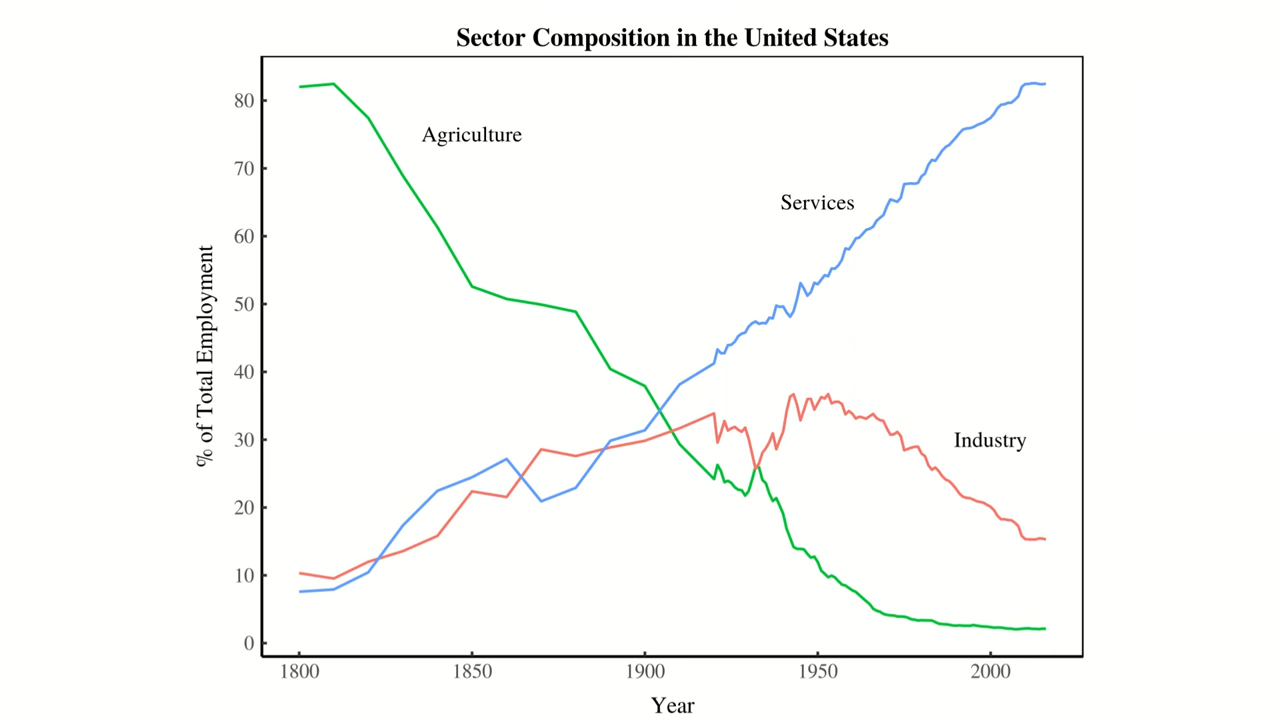 Sector Composition in the United States
% of Total Employment
80
70
60
50
40
30
20
10
0
Agriculture
Services
Industry
1800 1850 1900 1950 2000
Year